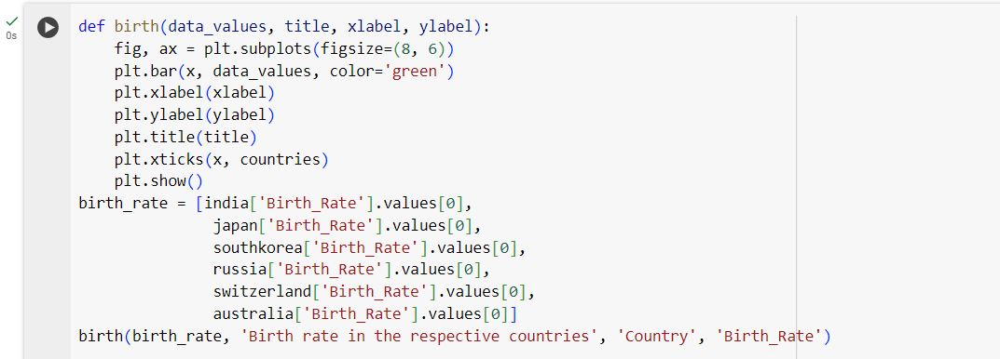 0s
def birth(data_values, title, xlabel, ylabel):
    fig, ax = plt.subplots(figsize=(8, 6))
    plt.bar(x, data_values, color='green')
    plt.xlabel(xlabel)
    plt.ylabel(ylabel)
    plt.title(title)
    plt.xticks(x, countries)
    plt.show()
birth_rate = [india['Birth_Rate'].values[0],
               japan['Birth_Rate'].values[0],
               southkorea['Birth_Rate'].values[0],
               russia['Birth_Rate'].values[0],
               switzerland['Birth_Rate'].values[0],
               australia['Birth_Rate'].values[0]]
birth(birth_rate, 'Birth rate in the respective countries', 'Country', 'Birth_Rate')